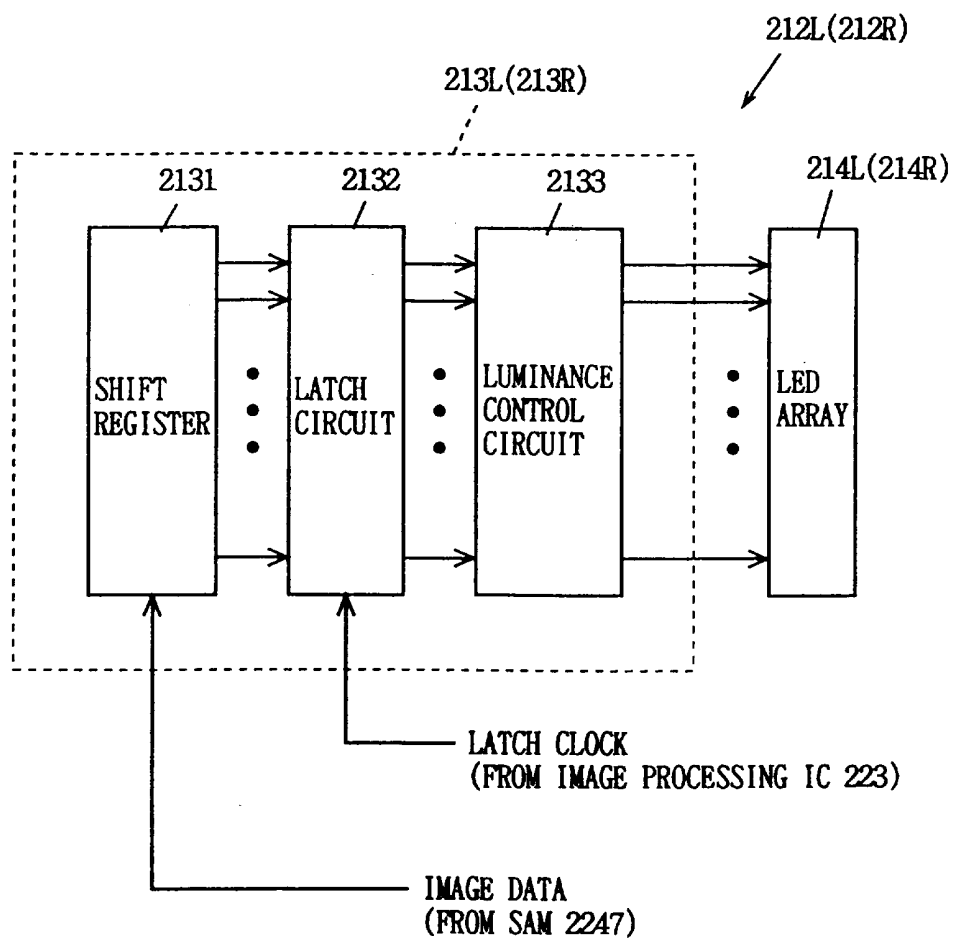 212L(212R)
213L(213R)
2131
2132
2133
214L(214R)
SHIFT
REGISTER
LATCH
CIRCUIT
LUMINANCE
CONTROL
CIRCUIT
LED
ARRAY
LATCH CLOCK
(FROM IMAGE PROCESSING IC 223)
IMAGE DATA
(FROM SAM 2247)